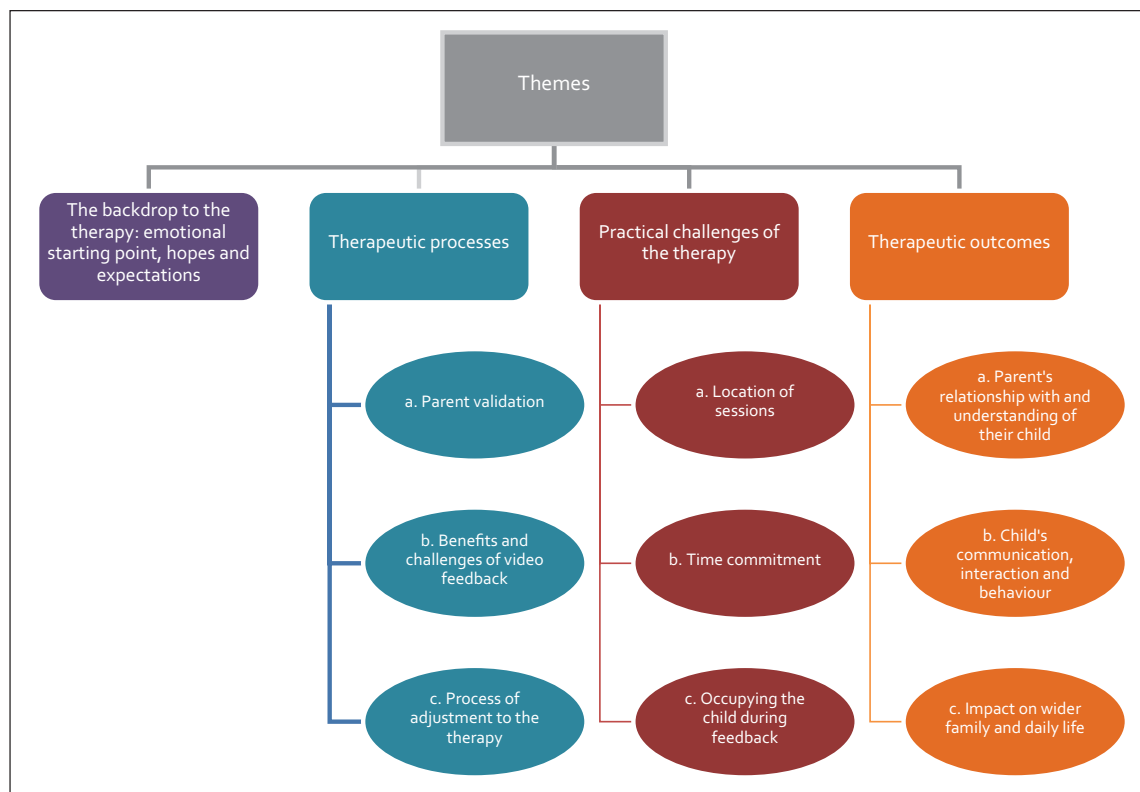 Themes
The backdrop to the
therapy: emotional
starting point, hopes and
expectations
Therapeutic processes
Practical challenges of
the therapy
Therapeutic outcomes
a. Parent validation
b. Benefits and
challenges of video
feedback
c. Process of
adjustment to the
therapy
a. Location of
sessions
b. Time commitment
c. Occupying the
child during
feedback
a. Parent's
relationship with and
understanding of
their child
b. Child's
communication,
interaction and
behaviour
c. Impact on wider
family and daily life